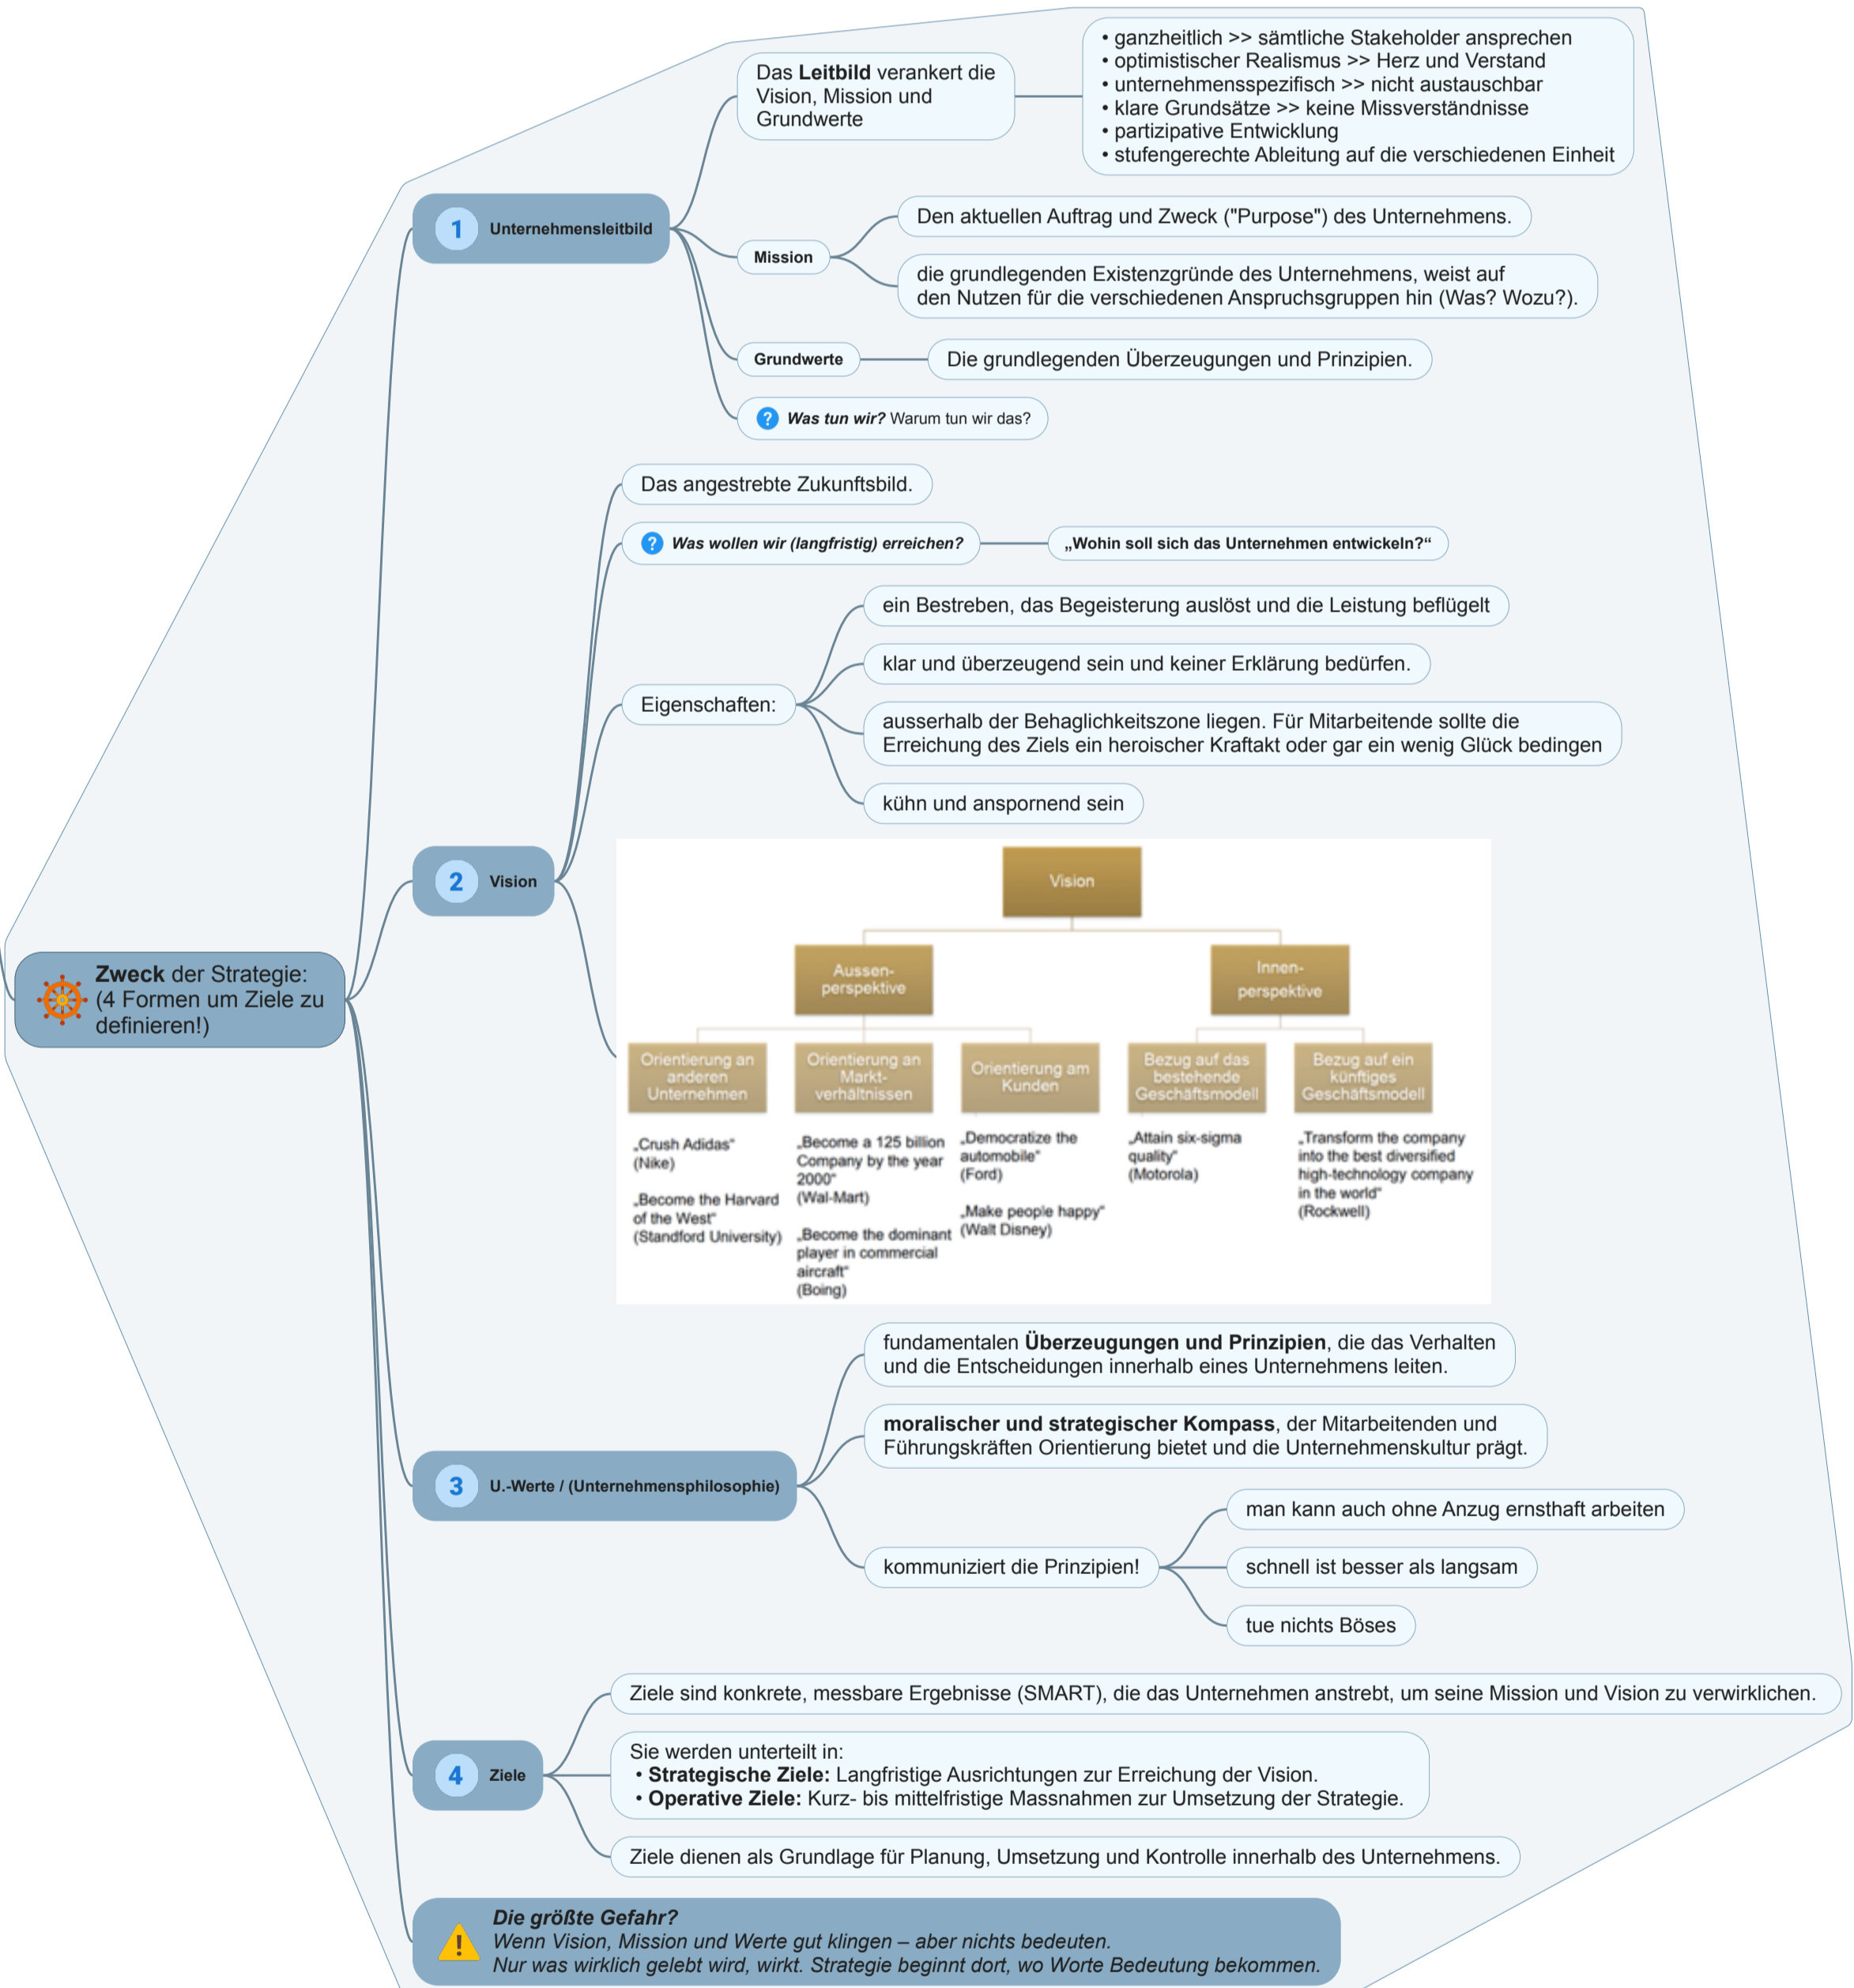 Zweck der Strategie:
(4 Formen um Ziele zu
definieren!)
1 Unternehmensleitbild
Das Leitbild verankert die
Vision, Mission und
Grundwerte
• ganzheitlich >> sämtliche Stakeholder ansprechen
• optimistischer Realismus >> Herz und Verstand
• unternehmensspezifisch >> nicht austauschbar
• klare Grundsätze >> keine Missverständnisse
• partizipative Entwicklung
• stufengerechte Ableitung auf die verschiedenen Einheit
Mission
Den aktuellen Auftrag und Zweck ("Purpose") des Unternehmens.
die grundlegenden Existenzgründe des Unternehmens, weist auf
den Nutzen für die verschiedenen Anspruchsgruppen hin (Was? Wozu?).
Grundwerte
Die grundlegenden Überzeugungen und Prinzipien.
? Was tun wir? Warum tun wir das?
2 Vision
Das angestrebte Zukunftsbild.
? Was wollen wir (langfristig) erreichen?
„Wohin soll sich das Unternehmen entwickeln?“
Eigenschaften:
ein Bestreben, das Begeisterung auslöst und die Leistung beflügelt
klar und überzeugend sein und keiner Erklärung bedürfen.
ausserhalb der Behaglichkeitszone liegen. Für Mitarbeitende sollte die
Erreichung des Ziels ein heroischer Kraftakt oder gar ein wenig Glück bedingen
kühn und anspornend sein
Vision
Aussen-
perspektive
Innen-
perspektive
Orientierung an
anderen
Unternehmen
Orientierung an
Markt-
verhältnissen
Orientierung am
Kunden
Bezug auf das
bestehende
Geschäftsmodell
Bezug auf ein
künftiges
Geschäftsmodell
„Crush Adidas“
(Nike)
„Become the Harvard
of the West“
(Standford University)
„Become a 125 billion
Company by the year
2000“
(Wal-Mart)
„Become the dominant
player in commercial
aircraft“
(Boing)
„Democratize the
automobile“
(Ford)
„Make people happy“
(Walt Disney)
„Attain six-sigma
quality“
(Motorola)
„Transform the company
into the best diversified
high-technology company
in the world“
(Rockwell)
3 U.-Werte / (Unternehmensphilosophie)
fundamentalen Überzeugungen und Prinzipien, die das Verhalten
und die Entscheidungen innerhalb eines Unternehmens leiten.
moralischer und strategischer Kompass, der Mitarbeitenden und
Führungskräften Orientierung bietet und die Unternehmenskultur prägt.
kommuniziert die Prinzipien!
man kann auch ohne Anzug ernsthaft arbeiten
schnell ist besser als langsam
tue nichts Böses
4 Ziele
Ziele sind konkrete, messbare Ergebnisse (SMART), die das Unternehmen anstrebt, um seine Mission und Vision zu verwirklichen.
Sie werden unterteilt in:
• Strategische Ziele: Langfristige Ausrichtungen zur Erreichung der Vision.
• Operative Ziele: Kurz- bis mittelfristige Massnahmen zur Umsetzung der Strategie.
Ziele dienen als Grundlage für Planung, Umsetzung und Kontrolle innerhalb des Unternehmens.
Die größte Gefahr?
Wenn Vision, Mission und Werte gut klingen – aber nichts bedeuten.
Nur was wirklich gelebt wird, wirkt. Strategie beginnt dort, wo Worte Bedeutung bekommen.